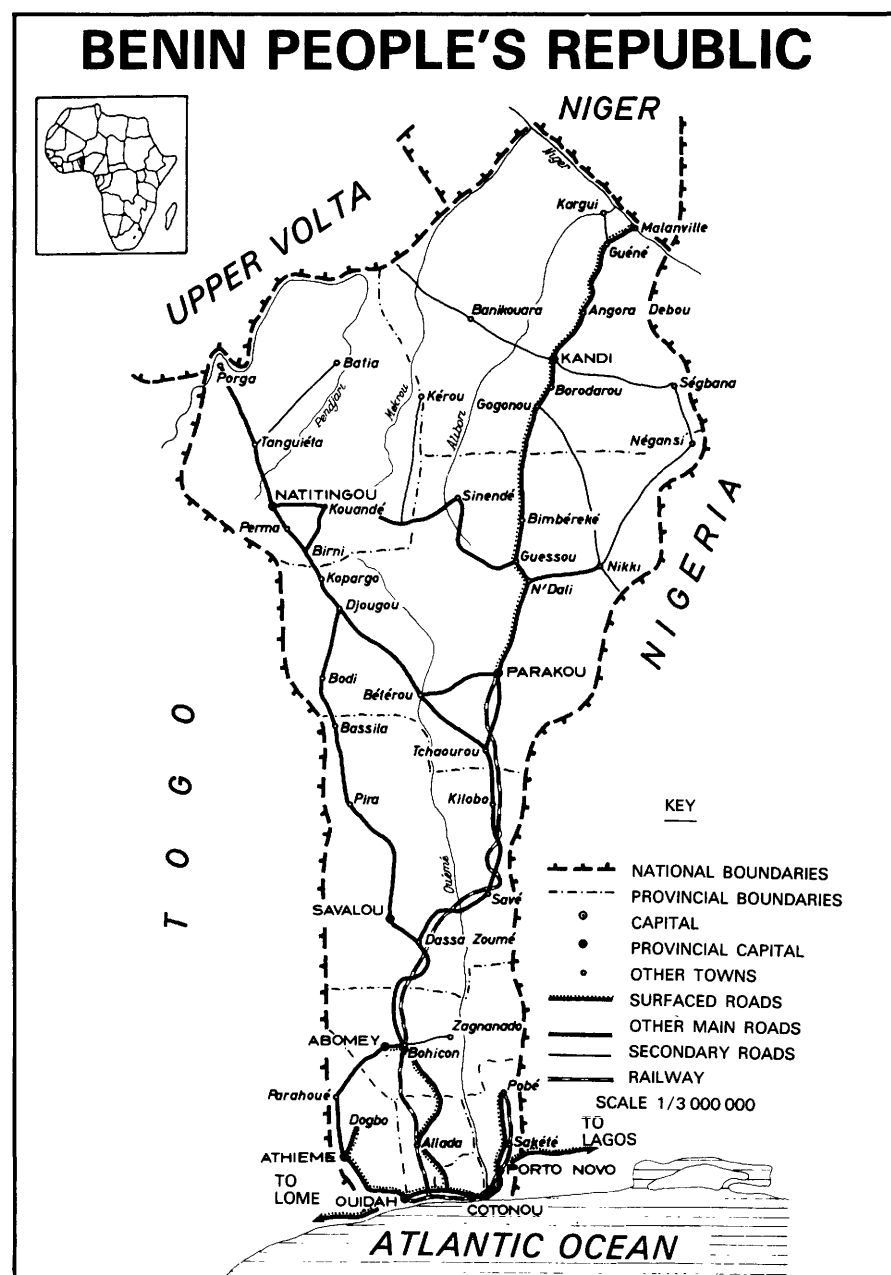 BENIN PEOPLE'S REPUBLIC
NIGER
Niger
UPPER VOLTA
Kargui
Malanville
Guéné
Banikouara
Angora
Debou
KANDI
Porga
Batia
Pendjari
Mékrou
Kérou
Alibori
Gogonou
Borodarou
Ségbana
Tanguiéta
Négansi
NATITINGOU
Kouandé
Sinendé
Perma
Bimbéreké
Birni
Guessou
Nikki
NIGERIA
Kopargo
N'Dali
Djougou
PARAKOU
Bodi
Bétérou
TOGO
Bassila
Tchaourou
Pira
Kilobo
Ouémé
Savé
SAVALOU
Dassa Zoumé
Zagnanado
ABOMEY
Bohicon
Parahoué
Pobé
Dogbo
Allada
Sakété
TO
LAGOS
ATHIEME
PORTO NOVO
TO
LOME
OUIDAH
COTONOU
ATLANTIC OCEAN
KEY
NATIONAL BOUNDARIES
PROVINCIAL BOUNDARIES
CAPITAL
PROVINCIAL CAPITAL
OTHER TOWNS
SURFACED ROADS
OTHER MAIN ROADS
SECONDARY ROADS
RAILWAY
SCALE 1/3 000 000